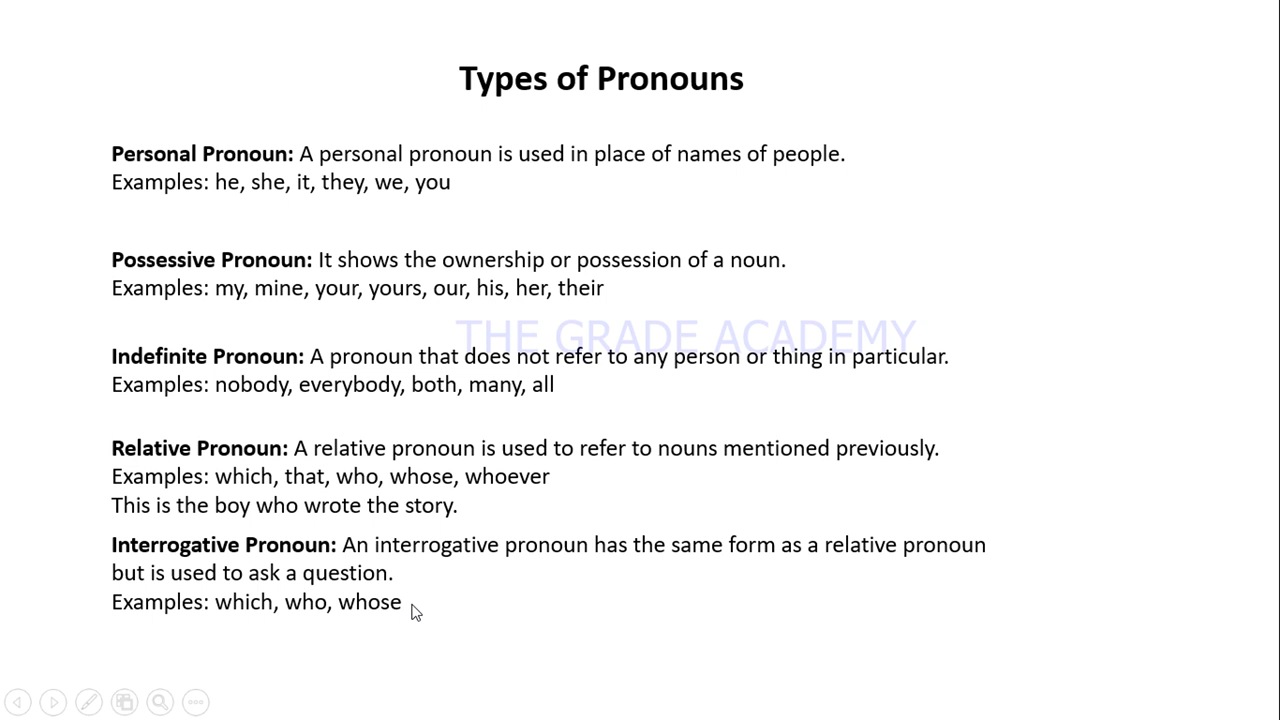 Types of Pronouns
Personal Pronoun: A personal pronoun is used in place of names of people.
Examples: he, she, it, they, we, you
Possessive Pronoun: It shows the ownership or possession of a noun.
Examples: my, mine, your, yours, our, his, her, their
THE GRADE ACADEMY
Indefinite Pronoun: A pronoun that does not refer to any person or thing in particular.
Examples: nobody, everybody, both, many, all
Relative Pronoun: A relative pronoun is used to refer to nouns mentioned previously.
Examples: which, that, who, whose, whoever
This is the boy who wrote the story.
Interrogative Pronoun: An interrogative pronoun has the same form as a relative pronoun
but is used to ask a question.
Examples: which, who, whose